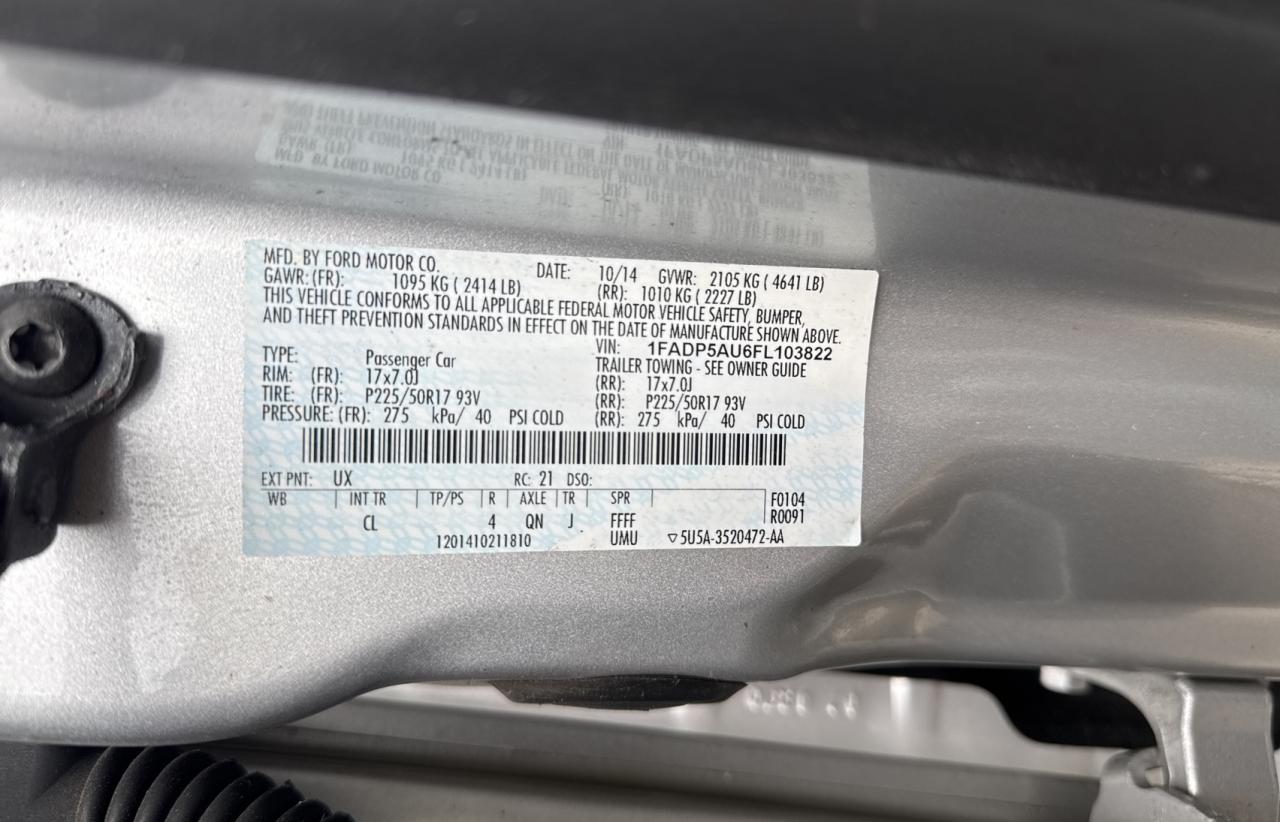 MFD. BY FORD MOTOR CO. DATE: 10/14 GVWR: 2105 KG ( 4641 LB)
GAWR: (FR): 1095 KG ( 2414 LB) (RR): 1010 KG ( 2227 LB)
THIS VEHICLE CONFORMS TO ALL APPLICABLE FEDERAL MOTOR VEHICLE SAFETY, BUMPER,
AND THEFT PREVENTION STANDARDS IN EFFECT ON THE DATE OF MANUFACTURE SHOWN ABOVE.
VIN: 1FADP5AU6FL103822
TYPE: Passenger Car TRAILER TOWING - SEE OWNER GUIDE
RIM: (FR): 17x7.0J (RR): 17x7.0J
TIRE: (FR): P225/50R17 93V (RR): P225/50R17 93V
PRESSURE: (FR): 275 kPa/ 40 PSI COLD (RR): 275 kPa/ 40 PSI COLD
EXT PNT: UX RC: 21 DSO:
WB INT TR TP/PS R AXLE TR SPR F0104
CL 4 QN J FFFF R0091
1201410211810 UMU ▽5U5A-3520472-AA